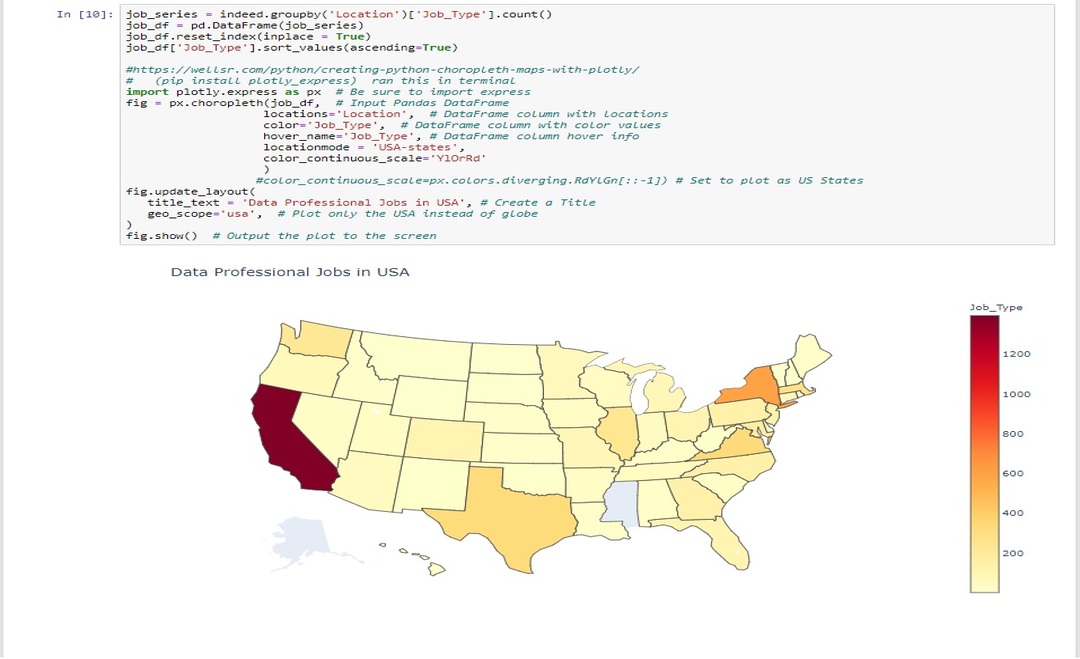 In [10]: job_series = indeed.groupby('Location')['Job_Type'].count()
job_df = pd.DataFrame(job_series)
job_df.reset_index(inplace = True)
job_df['Job_Type'].sort_values(ascending=True)
#https://wellsr.com/python/creating-python-choropleth-maps-with-plotly/
#   (pip install plotly_express)  ran this in terminal
import plotly.express as px  # Be sure to import express
fig = px.choropleth(job_df,  # Input Pandas DataFrame
locations='Location',  # DataFrame column with locations
color='Job_Type',  # DataFrame column with color values
hover_name='Job_Type', # DataFrame column hover info
locationmode = 'USA-states',
color_continuous_scale='YlOrRd'
)
#color_continuous_scale=px.colors.diverging.RdYlGn[::-1]) # Set to plot as US States
fig.update_layout(
title_text = 'Data Professional Jobs in USA', # Create a Title
geo_scope='usa',  # Plot only the USA instead of globe
)
fig.show()  # Output the plot to the screen
Data Professional Jobs in USA
Job_Type
1200
1000
800
600
400
200